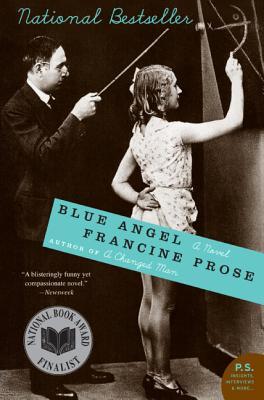 National Bestseller
BLUE ANGEL A Novel
FRANCINE PROSE
AUTHOR OF A Changed Man
"A blisteringly funny yet
compassionate novel."
—Newsweek
NATIONAL BOOK AWARD
FINALIST
P.S.
INSIGHTS,
INTERVIEWS
& MORE...